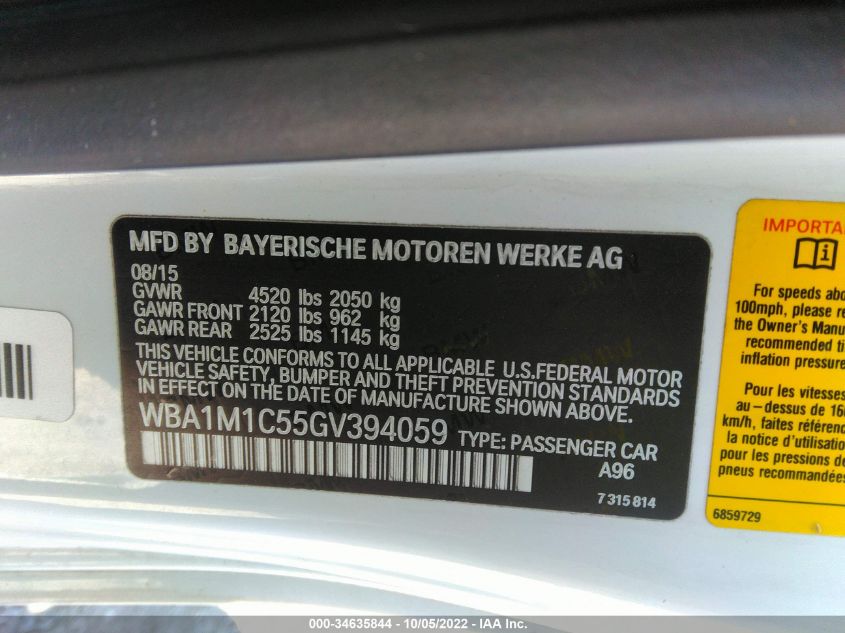 MFD BY BAYERISCHE MOTOREN WERKE AG
08/15
GVWR 4520 lbs 2050 kg
GAWR FRONT 2120 lbs 962 kg
GAWR REAR 2525 lbs 1145 kg
THIS VEHICLE CONFORMS TO ALL APPLICABLE U.S.FEDERAL MOTOR
VEHICLE SAFETY, BUMPER AND THEFT PREVENTION STANDARDS
IN EFFECT ON THE DATE OF MANUFACTURE SHOWN ABOVE.
WBA1M1C55GV394059 TYPE: PASSENGER CAR
A96
7315814
IMPORTA
i
For speeds abo
100mph, please re
the Owner's Manu
recommended ti
inflation pressure
Pour les vitesses
au-dessus de 16
km/h, faites référenc
la notice d'utilisation
pour les pressions de
pneus recommandées
6859729
000-34635844 - 10/05/2022 - IAA Inc.